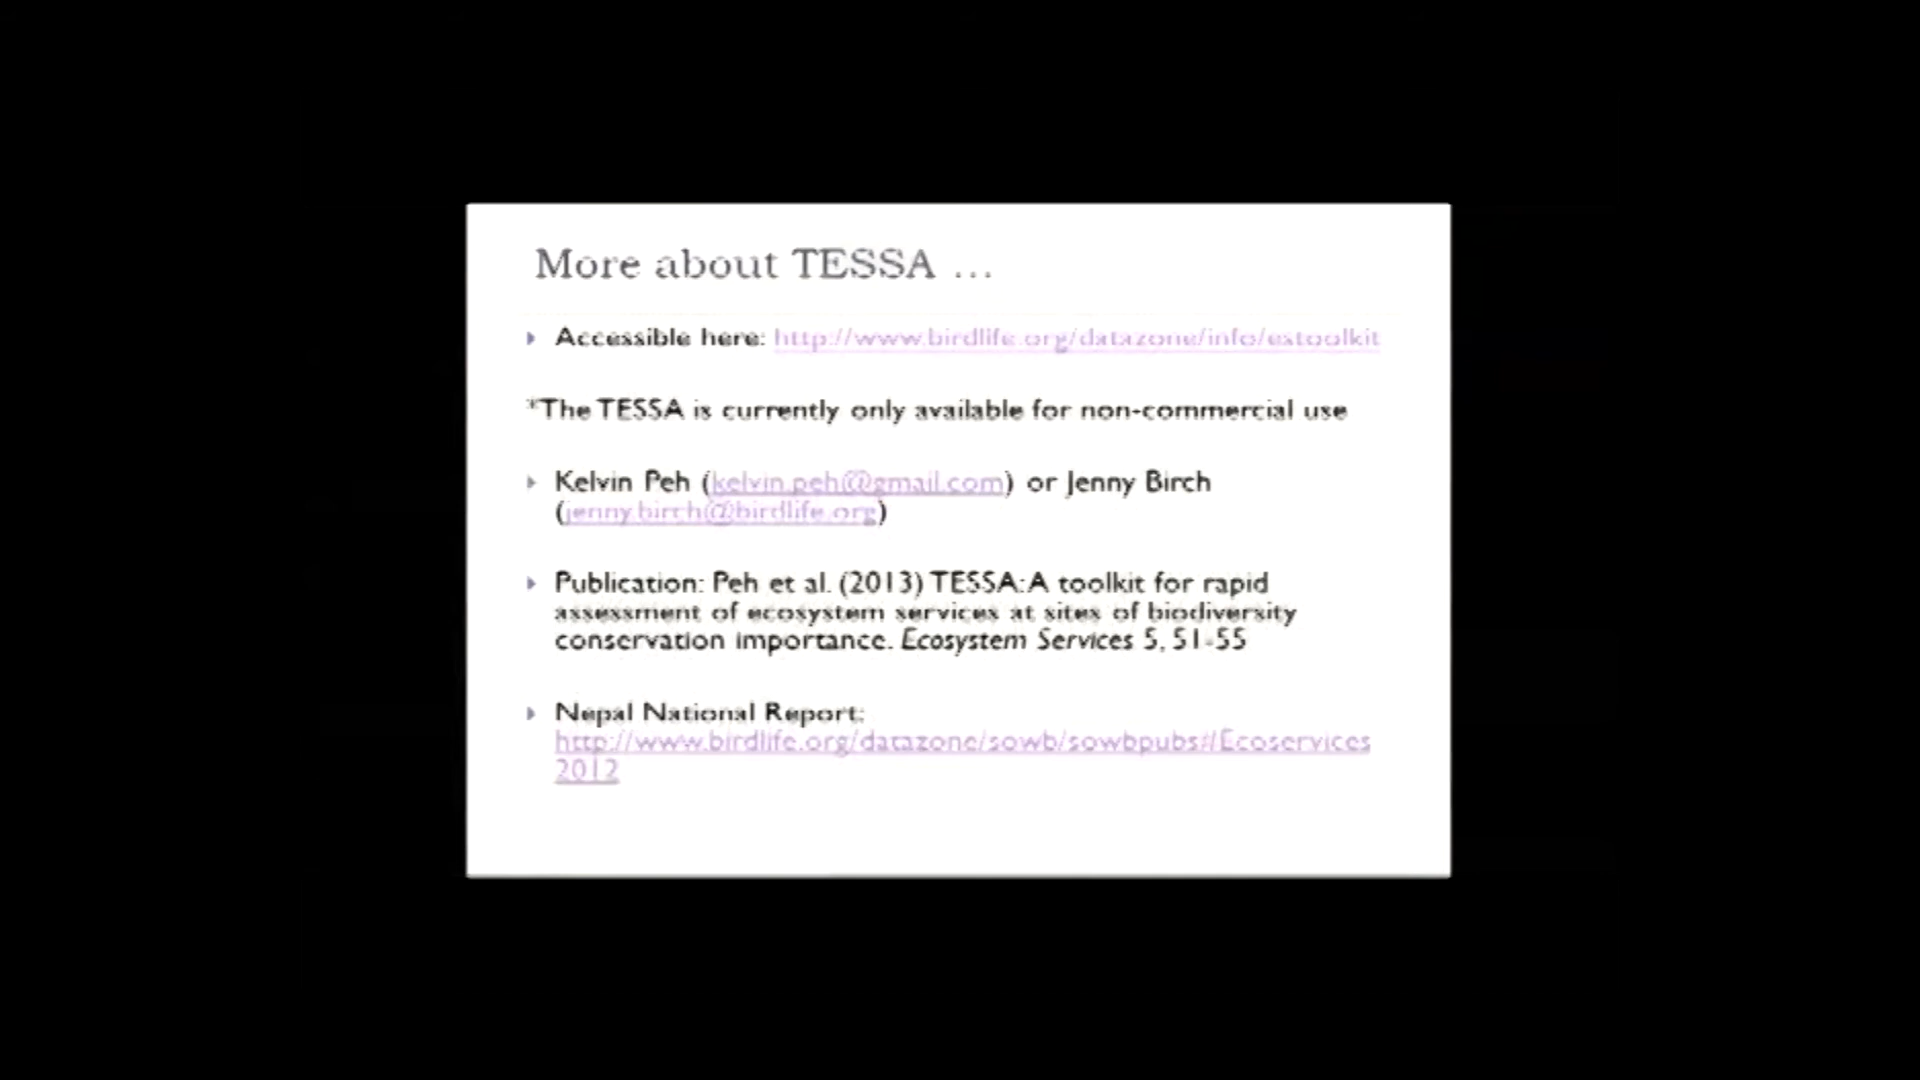 More about TESSA ...
Accessible here: http://www.birdlife.org/datazone/info/estoolkit
*The TESSA is currently only available for non-commercial use
Kelvin Peh (kelvin.peh@gmail.com) or Jenny Birch
(jenny.birch@birdlife.org)
Publication: Peh et al. (2013) TESSA: A toolkit for rapid
assessment of ecosystem services at sites of biodiversity
conservation importance. Ecosystem Services 5, 51-55
Nepal National Report:
http://www.birdlife.org/datazone/sowb/sowbpubs#Ecoservices
2012